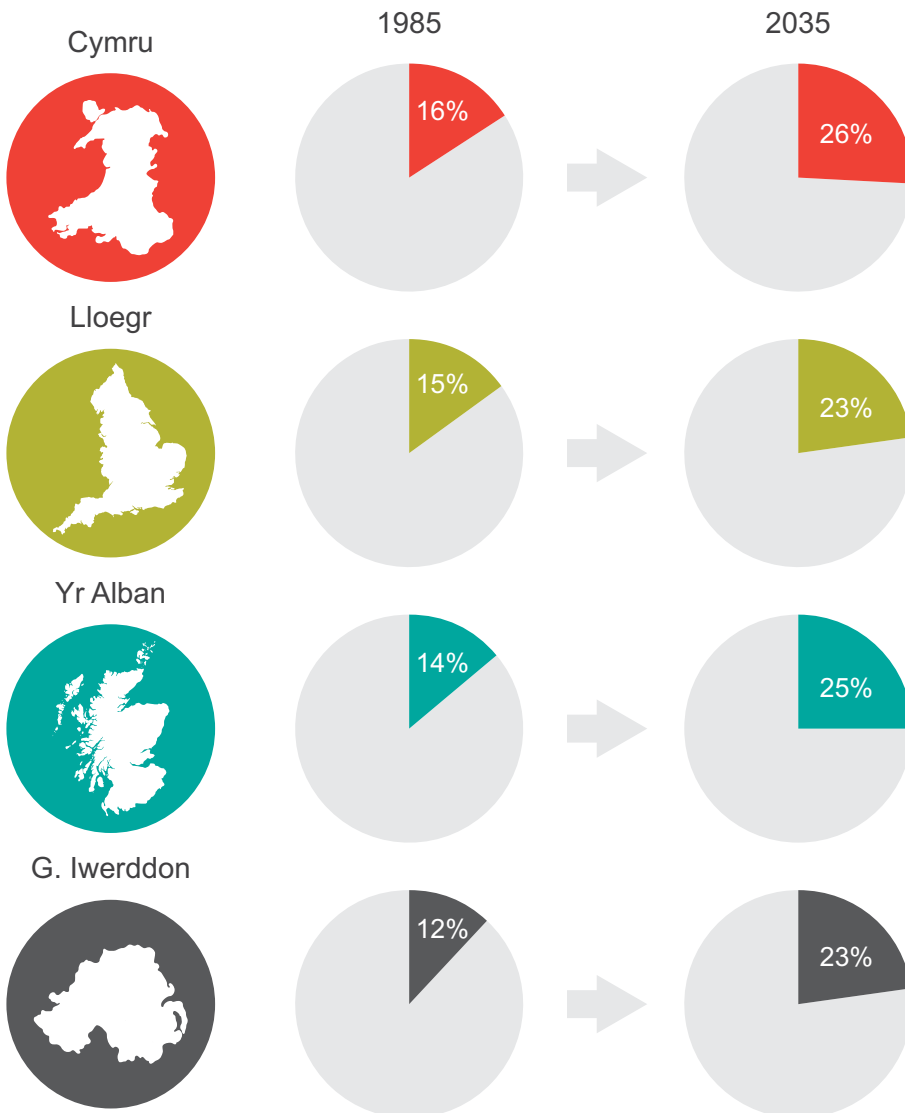 1985 2035
Cymru
16% 26%
Lloegr
15% 23%
Yr Alban
14% 25%
G. Iwerddon
12% 23%